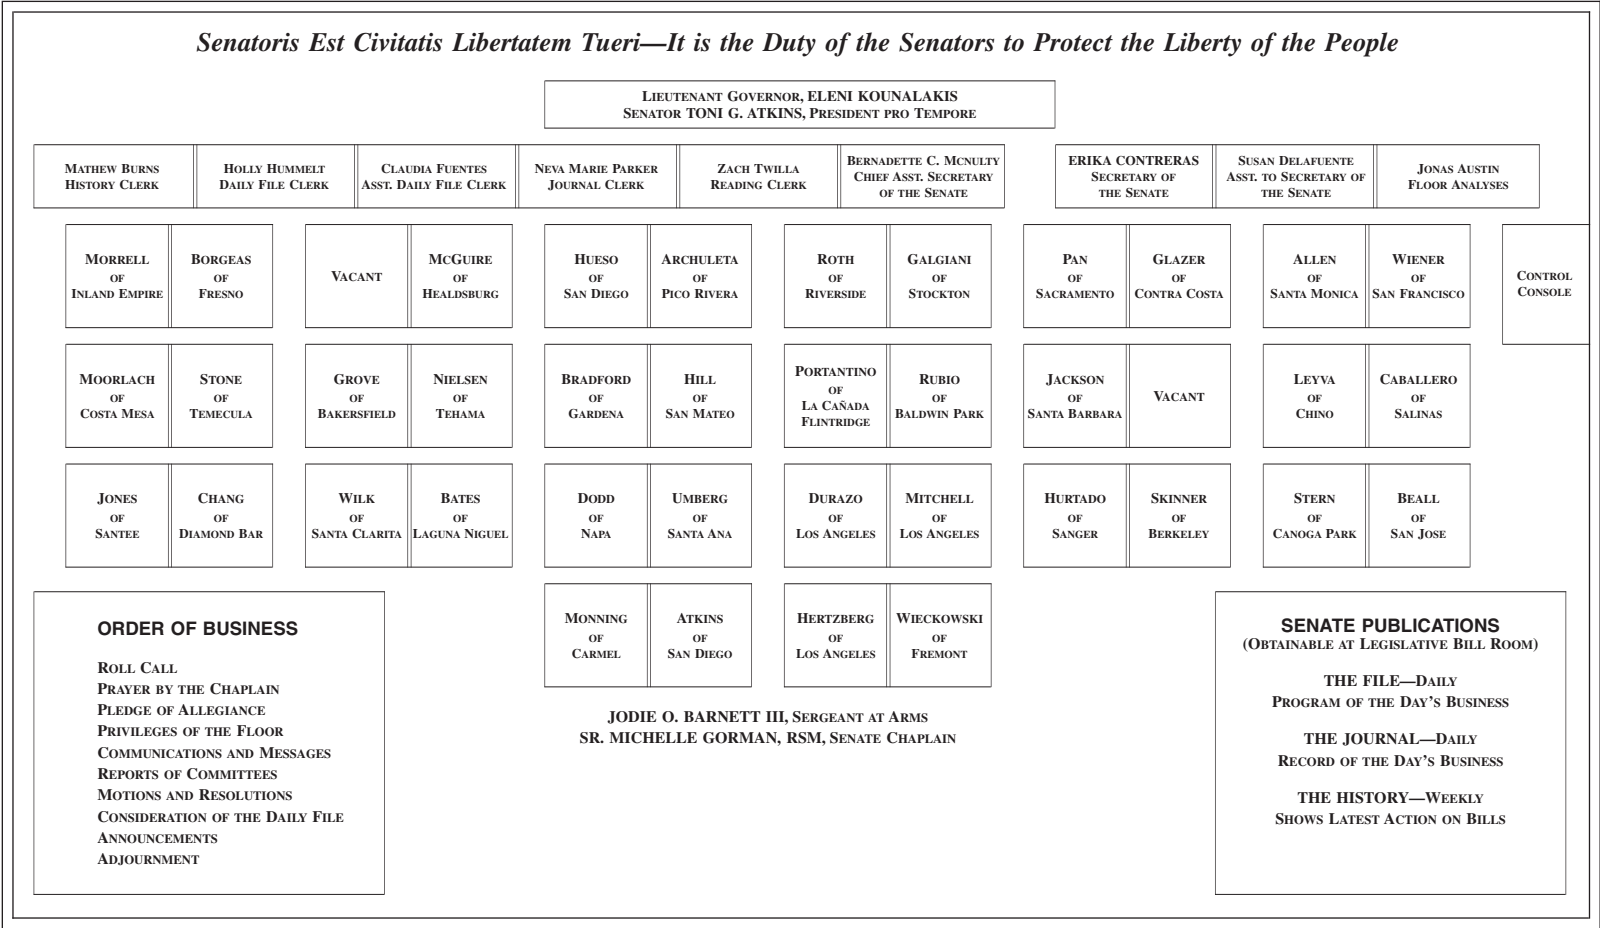 Senatoris Est Civitatis Libertatem Tueri—It is the Duty of the Senators to Protect the Liberty of the People
LIEUTENANT GOVERNOR, ELENI KOUNALAKIS
SENATOR TONI G. ATKINS, PRESIDENT PRO TEMPORE
MATHEW BURNS
HISTORY CLERK
HOLLY HUMMELT
DAILY FILE CLERK
CLAUDIA FUENTES
ASST. DAILY FILE CLERK
NEVA MARIE PARKER
JOURNAL CLERK
ZACH TWILLA
READING CLERK
BERNADETTE C. MCNULTY
CHIEF ASST. SECRETARY
OF THE SENATE
ERIKA CONTRERAS
SECRETARY OF
THE SENATE
SUSAN DELAFUENTE
ASST. TO SECRETARY OF
THE SENATE
JONAS AUSTIN
FLOOR ANALYSES
MORRELL
OF
INLAND EMPIRE
BORGEAS
OF
FRESNO
VACANT
MCGUIRE
OF
HEALDSBURG
HUESO
OF
SAN DIEGO
ARCHULETA
OF
PICO RIVERA
ROTH
OF
RIVERSIDE
GALGIANI
OF
STOCKTON
PAN
OF
SACRAMENTO
GLAZER
OF
CONTRA COSTA
ALLEN
OF
SANTA MONICA
WIENER
OF
SAN FRANCISCO
CONTROL
CONSOLE
MOORLACH
OF
COSTA MESA
STONE
OF
TEMECULA
GROVE
OF
BAKERSFIELD
NIELSEN
OF
TEHAMA
BRADFORD
OF
GARDENA
HILL
OF
SAN MATEO
PORTANTINO
OF
LA CAÑADA
FLINTRIDGE
RUBIO
OF
BALDWIN PARK
JACKSON
OF
SANTA BARBARA
VACANT
LEYVA
OF
CHINO
CABALLERO
OF
SALINAS
JONES
OF
SANTEE
CHANG
OF
DIAMOND BAR
WILK
OF
SANTA CLARITA
BATES
OF
LAGUNA NIGUEL
DODD
OF
NAPA
UMBERG
OF
SANTA ANA
DURAZO
OF
LOS ANGELES
MITCHELL
OF
LOS ANGELES
HURTADO
OF
SANGER
SKINNER
OF
BERKELEY
STERN
OF
CANOGA PARK
BEALL
OF
SAN JOSE
MONNING
OF
CARMEL
ATKINS
OF
SAN DIEGO
HERTZBERG
OF
LOS ANGELES
WIECKOWSKI
OF
FREMONT
JODIE O. BARNETT III, SERGEANT AT ARMS
SR. MICHELLE GORMAN, RSM, SENATE CHAPLAIN
ORDER OF BUSINESS
ROLL CALL
PRAYER BY THE CHAPLAIN
PLEDGE OF ALLEGIANCE
PRIVILEGES OF THE FLOOR
COMMUNICATIONS AND MESSAGES
REPORTS OF COMMITTEES
MOTIONS AND RESOLUTIONS
CONSIDERATION OF THE DAILY FILE
ANNOUNCEMENTS
ADJOURNMENT
SENATE PUBLICATIONS
(OBTAINABLE AT LEGISLATIVE BILL ROOM)
THE FILE—DAILY
PROGRAM OF THE DAY'S BUSINESS
THE JOURNAL—DAILY
RECORD OF THE DAY'S BUSINESS
THE HISTORY—WEEKLY
SHOWS LATEST ACTION ON BILLS